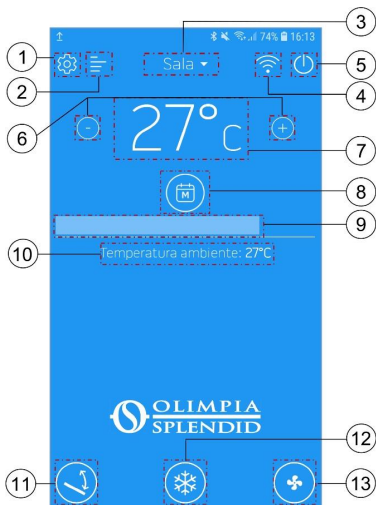 3
74% 16:13
1
Sala
5
2
4
6
- 27°C +
7
M
8
9
10
Temperatura ambiente: 27°C
OLIMPIA
SPLENDID
12
11
13